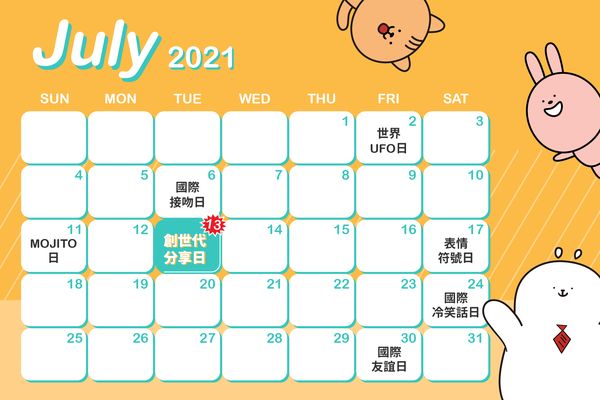 July 2021
SUN MON TUE WED THU FRI SAT
1 2 3
世界
UFO日
4 5 6 7 8 9 10
國際
接吻日
11 12 13 14 15 16 17
MOJITO
日
創世代
分享日
表情
符號日
18 19 20 21 22 23 24
國際
冷笑話日
25 26 27 28 29 30 31
國際
友誼日